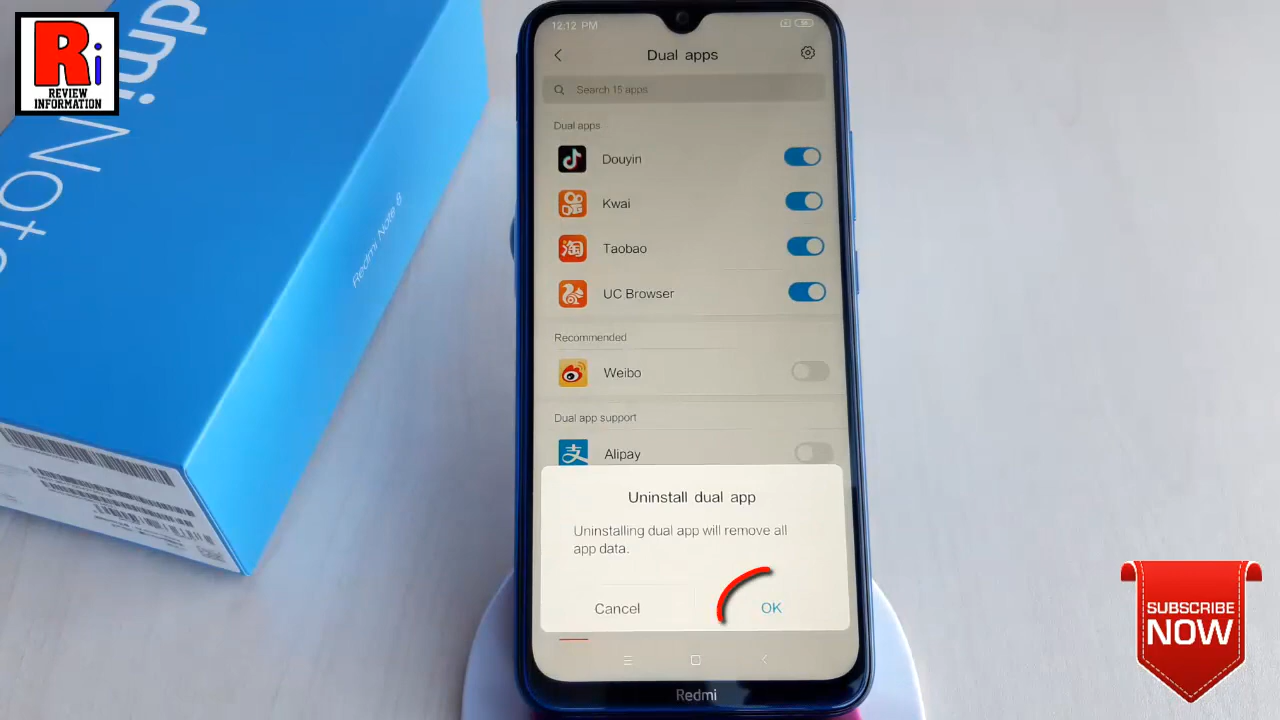 Ri
REVIEW
INFORMATION
dmi Note
Redmi Note 8
12:12 PM
Dual apps
Search 15 apps
Dual apps
Douyin
Kwai
淘
Taobao
UC Browser
Recommended
Weibo
Dual app support
支
Alipay
Uninstall dual app
Uninstalling dual app will remove all
app data.
Cancel
OK
Redmi
SUBSCRIBE
NOW